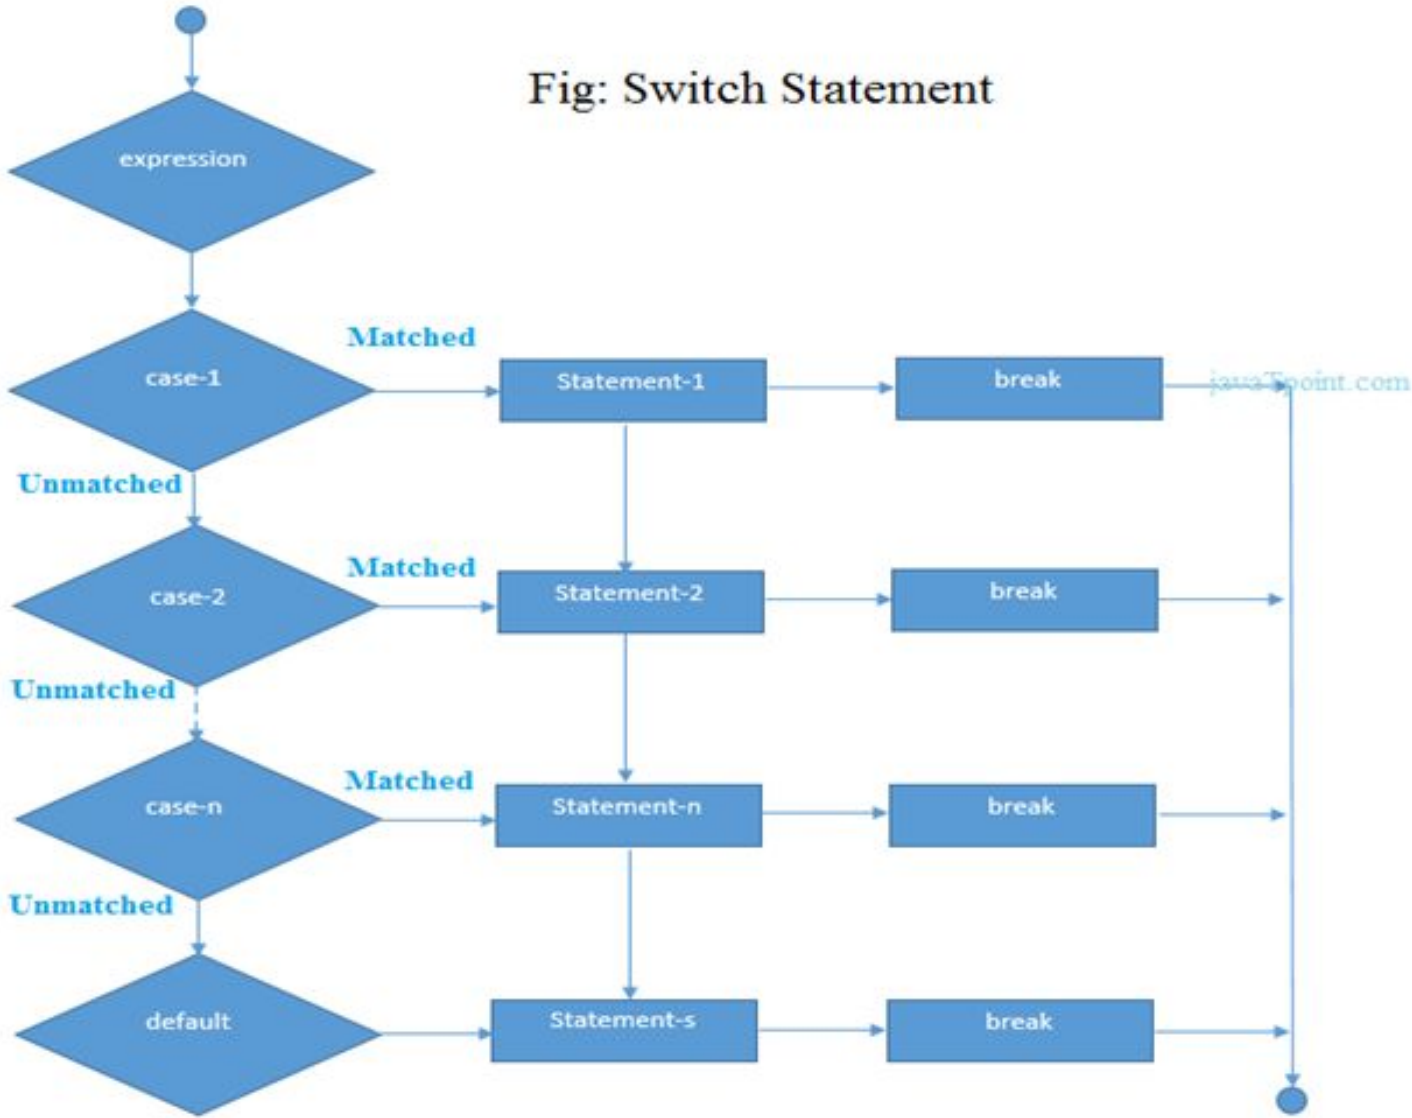 Fig: Switch Statement
expression
case-1
Matched
Statement-1
break
javaTpoint.com
Unmatched
case-2
Matched
Statement-2
break
Unmatched
case-n
Matched
Statement-n
break
Unmatched
default
Statement-s
break